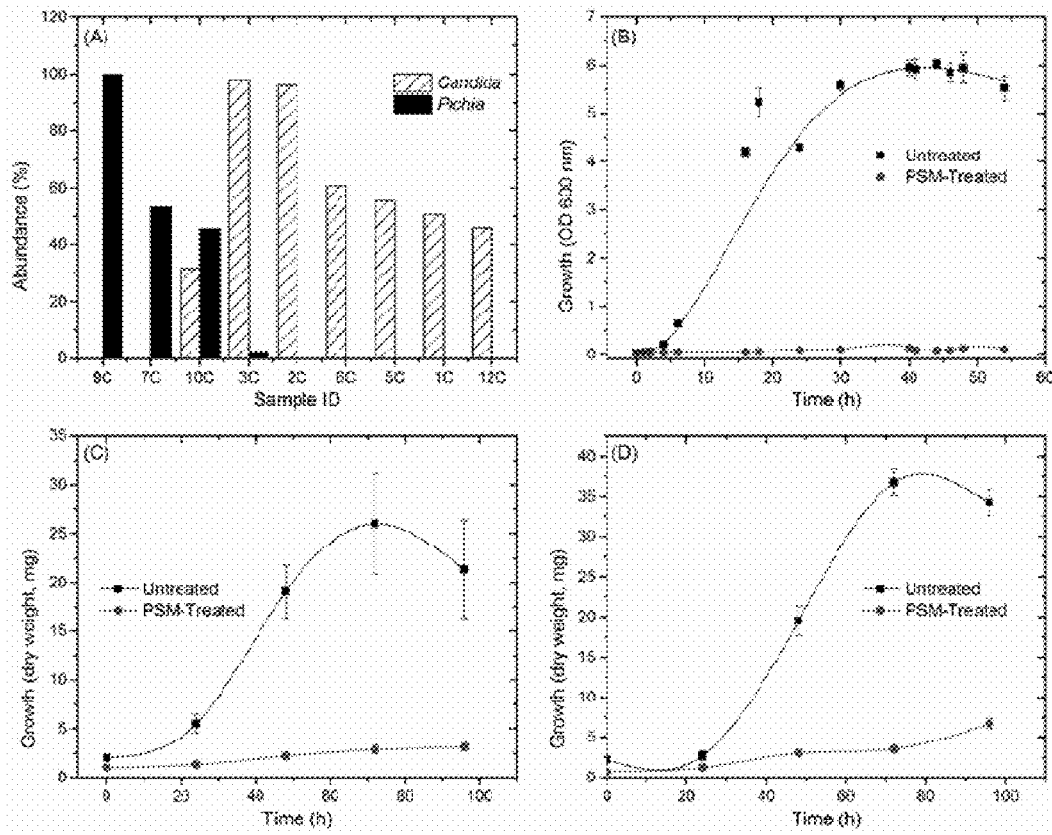 (A)
120
100
80
60
40
20
0
Abundance (%)
Candida
Pichia
9C 7C 10C 3C 2C 6C 5C 1C 12C
Sample ID
(B)
7
6
5
4
3
2
1
0
Growth (OD 600 nm)
Untreated
PSM-Treated
0 10 20 30 40 50 60
Time (h)
(C)
35
30
25
20
15
10
5
0
Growth (dry weight, mg)
Untreated
PSM-Treated
0 20 40 60 80 100
Time (h)
(D)
40
35
30
25
20
15
10
5
0
Growth (dry weight, mg)
Untreated
PSM-Treated
0 20 40 60 80 100
Time (h)